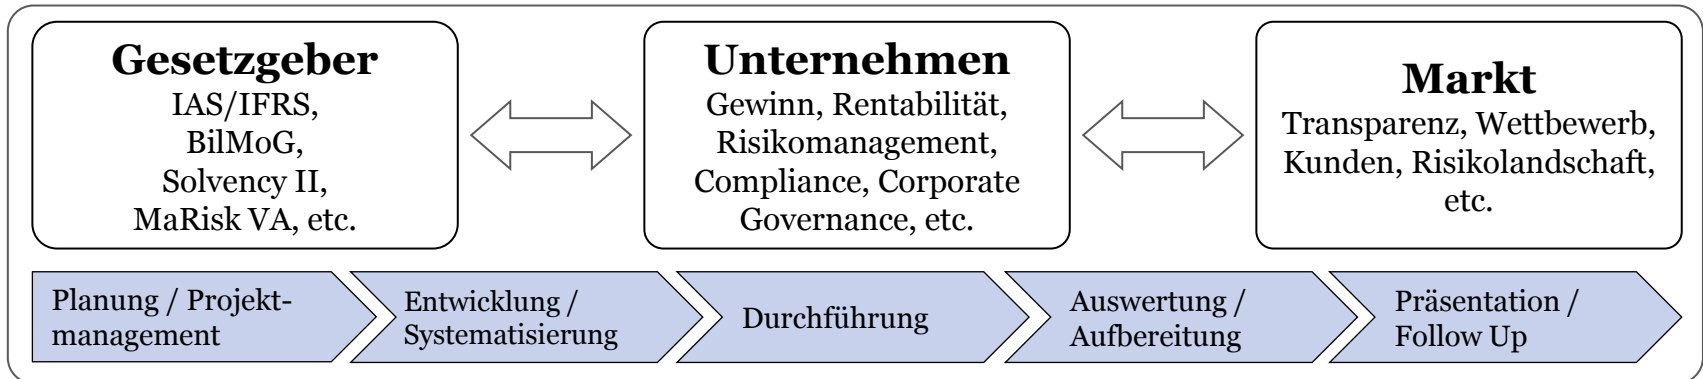 Gesetzgeber
IAS/IFRS,
BilMoG,
Solvency II,
MaRisk VA, etc.
Unternehmen
Gewinn, Rentabilität,
Risikomanagement,
Compliance, Corporate
Governance, etc.
Markt
Transparenz, Wettbewerb,
Kunden, Risikolandschaft,
etc.
Planung / Projekt-
management
Entwicklung /
Systematisierung
Durchführung
Auswertung /
Aufbereitung
Präsentation /
Follow Up